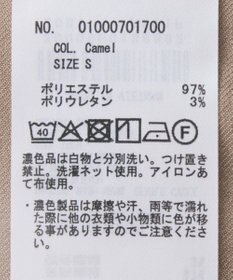 NO. 01000701700
COL. Camel
SIZE S
ポリエステル 97%
ポリウレタン 3%
40 F
濃色品は白物と分別洗い。つけ置き
禁止。洗濯ネット使用。アイロンあ
て布使用。
・濃色品は摩擦や汗、雨等で濡れ
た際に他の衣類や小物類に色が移
る事がありますのでご注意くださ
い。